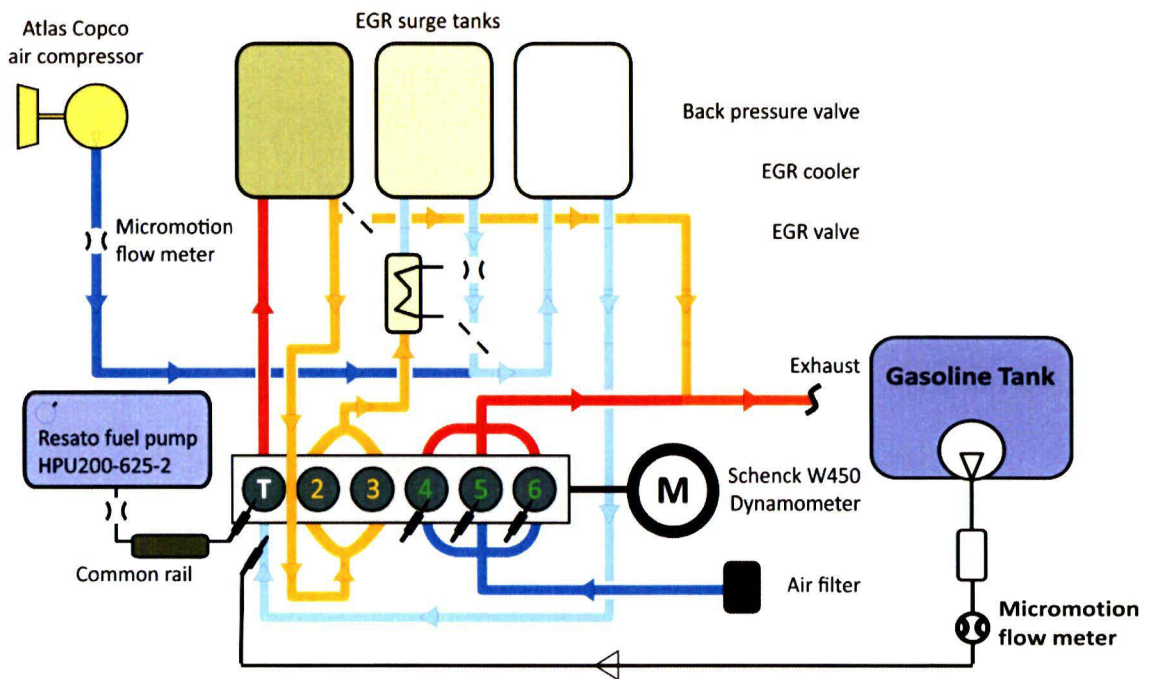 Atlas Copco
air compressor
EGR surge tanks
Back pressure valve
EGR cooler
EGR valve
Micromotion
flow meter
Exhaust
Gasoline Tank
Resato fuel pump
HPU200-625-2
T
2
3
4
5
6
M
Schenck W450
Dynamometer
Common rail
Air filter
Micromotion
flow meter